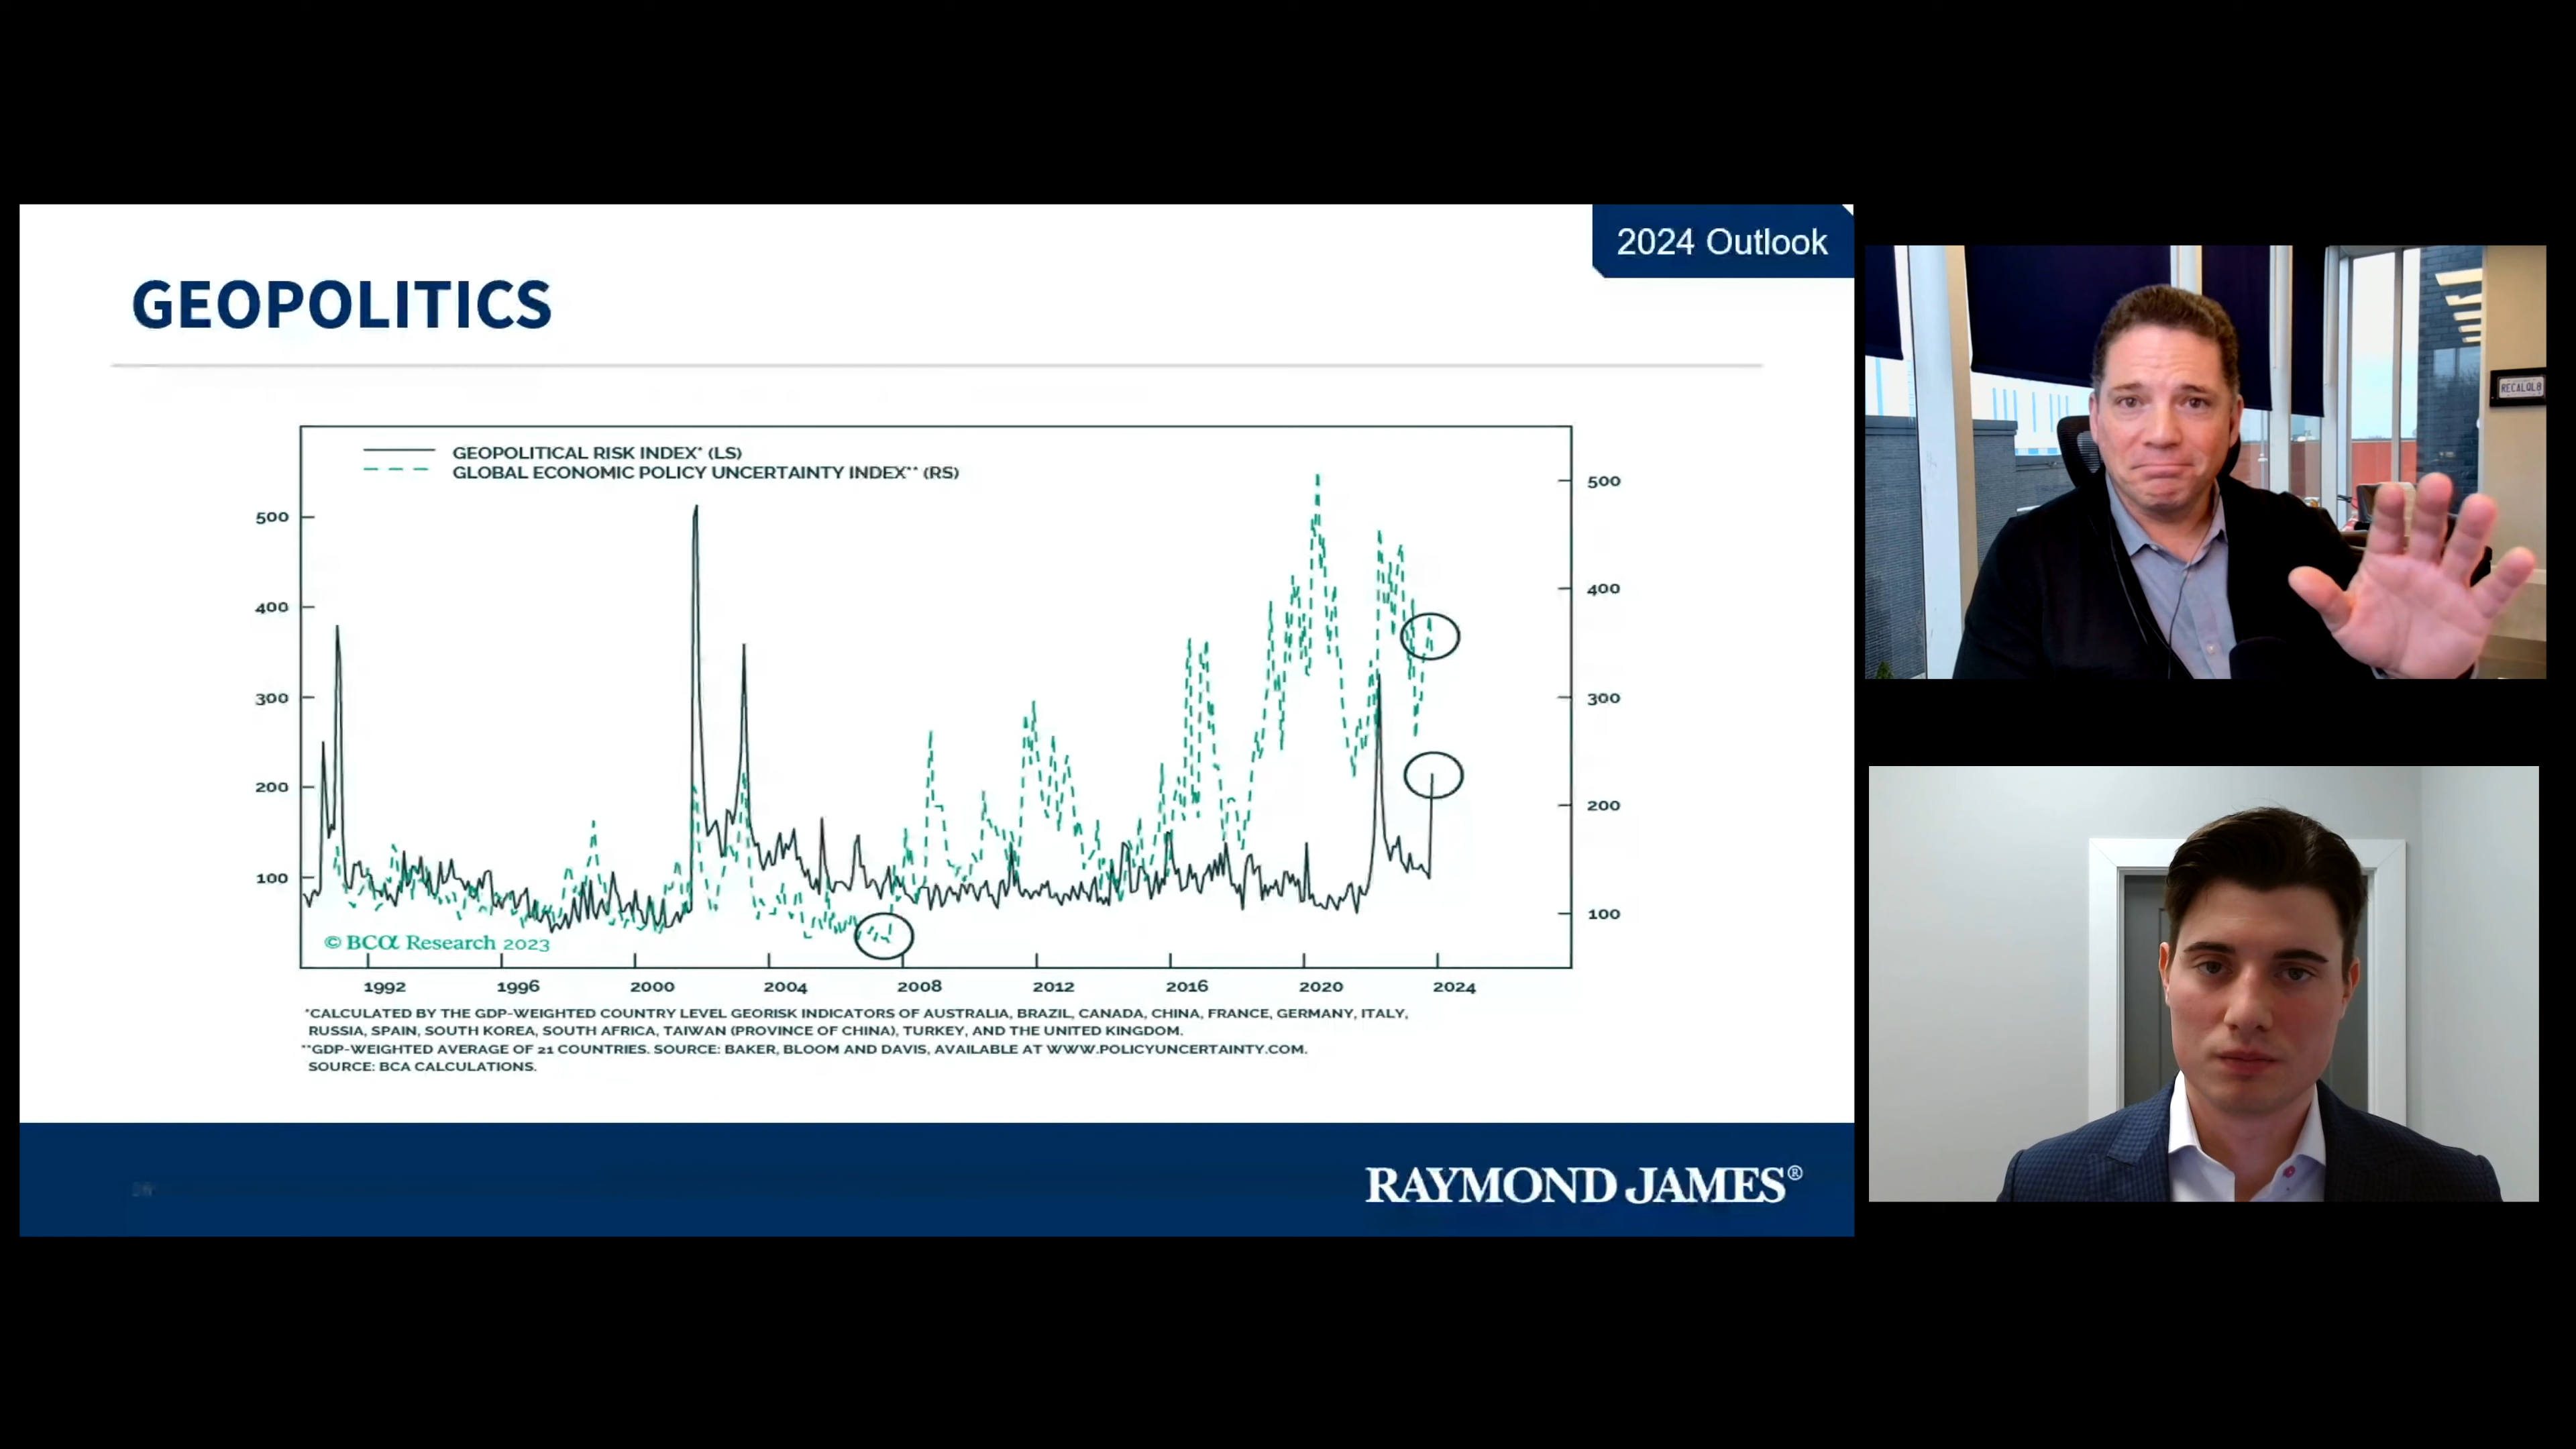 2024 Outlook
GEOPOLITICS
GEOPOLITICAL RISK INDEX* (LS)
GLOBAL ECONOMIC POLICY UNCERTAINTY INDEX** (RS)
500
400
300
200
100
500
400
300
200
100
© BCα Research 2023
1992 1996 2000 2004 2008 2012 2016 2020 2024
*CALCULATED BY THE GDP-WEIGHTED COUNTRY LEVEL GEORISK INDICATORS OF AUSTRALIA, BRAZIL, CANADA, CHINA, FRANCE, GERMANY, ITALY,
RUSSIA, SPAIN, SOUTH KOREA, SOUTH AFRICA, TAIWAN (PROVINCE OF CHINA), TURKEY, AND THE UNITED KINGDOM.
**GDP-WEIGHTED AVERAGE OF 21 COUNTRIES. SOURCE: BAKER, BLOOM AND DAVIS, AVAILABLE AT WWW.POLICYUNCERTAINTY.COM.
SOURCE: BCA CALCULATIONS.
RAYMOND JAMES®